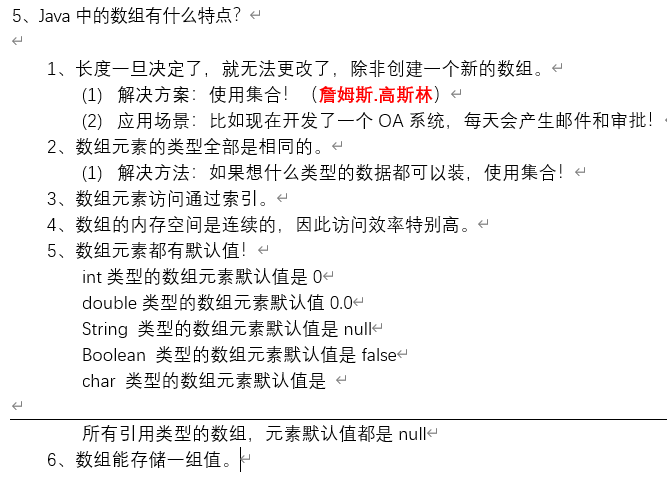 5、Java 中的数组有什么特点？
1、长度一旦决定了，就无法更改了，除非创建一个新的数组。
(1) 解决方案：使用集合！（詹姆斯.高斯林）
(2) 应用场景：比如现在开发了一个 OA 系统，每天会产生邮件和审批！
2、数组元素的类型全部是相同的。
(1) 解决方法：如果想什么类型的数据都可以装，使用集合！
3、数组元素访问通过索引。
4、数组的内存空间是连续的，因此访问效率特别高。
5、数组元素都有默认值！
int 类型的数组元素默认值是 0
double 类型的数组元素默认值 0.0
String 类型的数组元素默认值是 null
Boolean 类型的数组元素默认值是 false
char 类型的数组元素默认值是
所有引用类型的数组，元素默认值都是 null
6、数组能存储一组值。